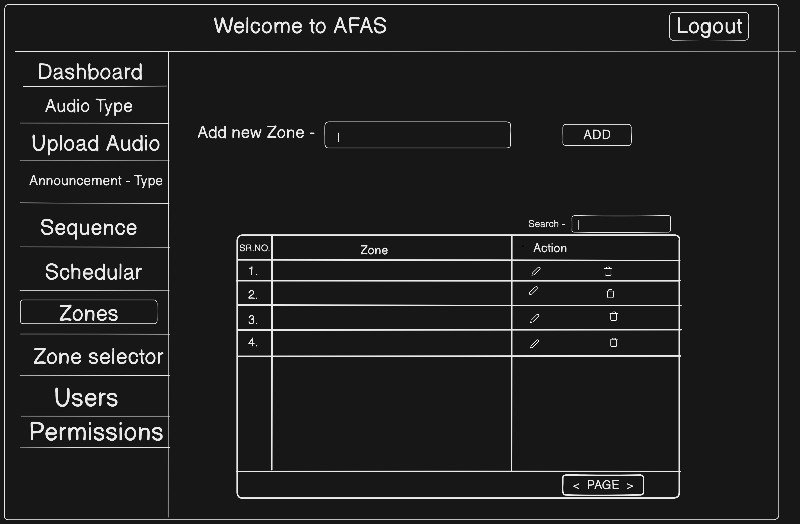 Welcome to AFAS
Logout
Dashboard
Audio Type
Upload Audio
Announcement - Type
Sequence
Schedular
Zones
Zone selector
Users
Permissions
Add new Zone -
ADD
Search -
SR.NO. Zone Action
1.
2.
3.
4.
< PAGE >